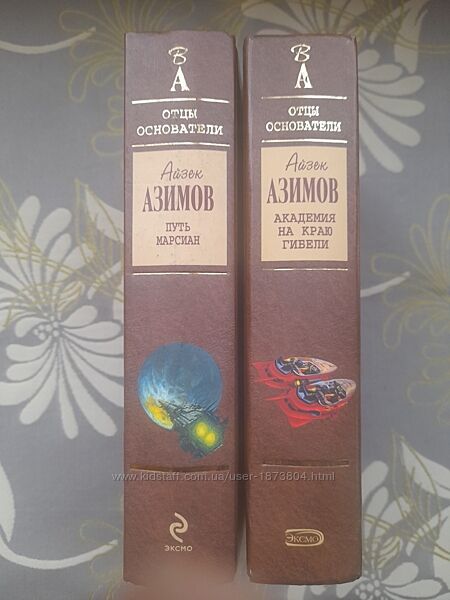 В
А
ОТЦЫ
ОСНОВАТЕЛИ
Айзек
АЗИМОВ
ПУТЬ
МАРСИАН
ЭКСМО
В
А
ОТЦЫ
ОСНОВАТЕЛИ
Айзек
АЗИМОВ
АКАДЕМИЯ
НА КРАЮ
ГИБЕЛИ
ЭКСМО
www.kidstaff.com.ua/user-1873804.html